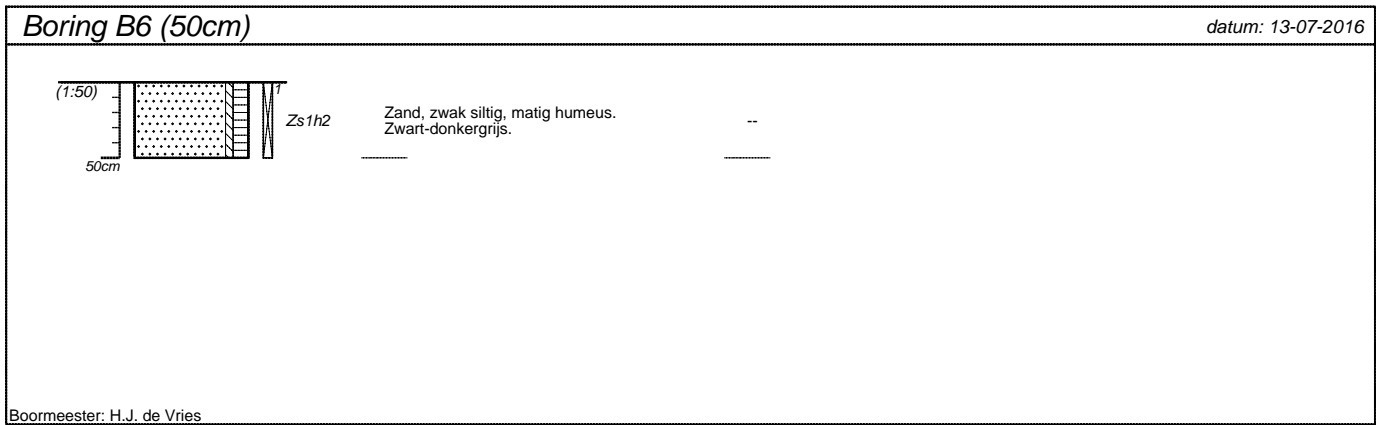 Boring B6 (50cm)
datum: 13-07-2016
(1:50)
1
Zs1h2
Zand, zwak siltig, matig humeus.
Zwart-donkergrijs.
--
50cm
Boormeester: H.J. de Vries